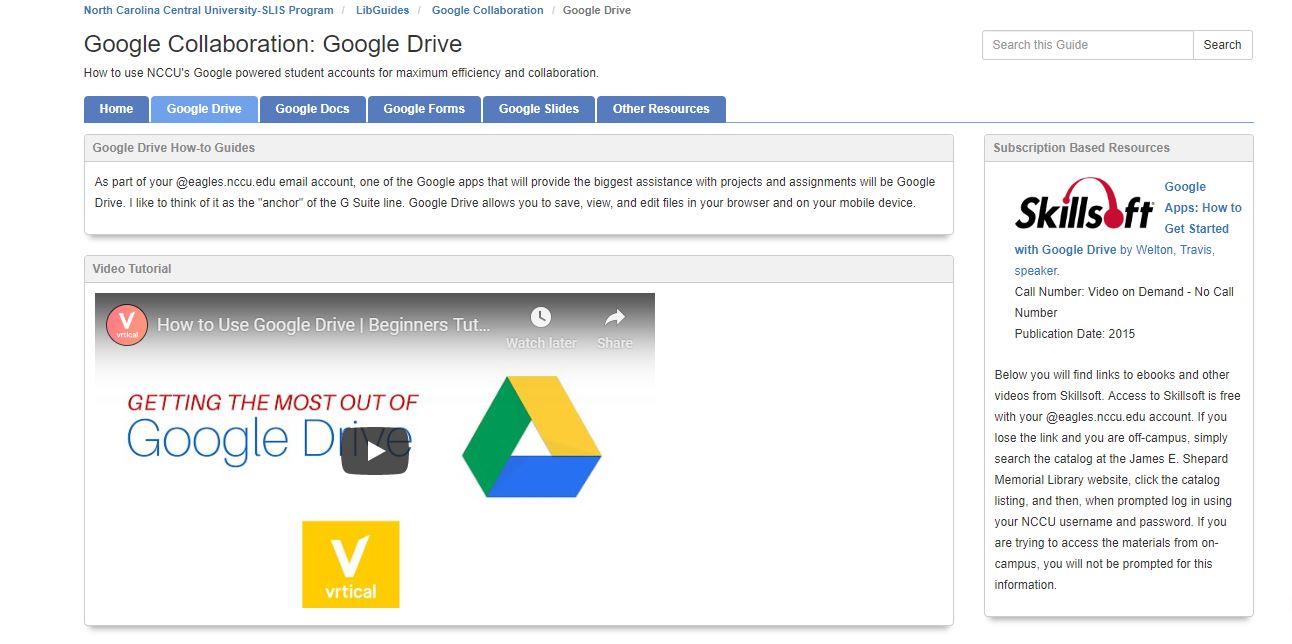 North Carolina Central University-SLIS Program / LibGuides / Google Collaboration / Google Drive
Google Collaboration: Google Drive
Search this Guide Search
How to use NCCU's Google powered student accounts for maximum efficiency and collaboration.
Home Google Drive Google Docs Google Forms Google Slides Other Resources
Google Drive How-to Guides
As part of your @eagles.nccu.edu email account, one of the Google apps that will provide the biggest assistance with projects and assignments will be Google
Drive. I like to think of it as the "anchor" of the G Suite line. Google Drive allows you to save, view, and edit files in your browser and on your mobile device.
Video Tutorial
V
vrtical
How to Use Google Drive | Beginners Tut...
Watch later Share
GETTING THE MOST OUT OF
Google Drive
V
vrtical
Subscription Based Resources
Skillsoft
Google
Apps: How to
Get Started
with Google Drive by Welton, Travis,
speaker.
Call Number: Video on Demand - No Call
Number
Publication Date: 2015
Below you will find links to ebooks and other
videos from Skillsoft. Access to Skillsoft is free
with your @eagles.nccu.edu account. If you
lose the link and you are off-campus, simply
search the catalog at the James E. Shepard
Memorial Library website, click the catalog
listing, and then, when prompted log in using
your NCCU username and password. If you
are trying to access the materials from on-
campus, you will not be prompted for this
information.